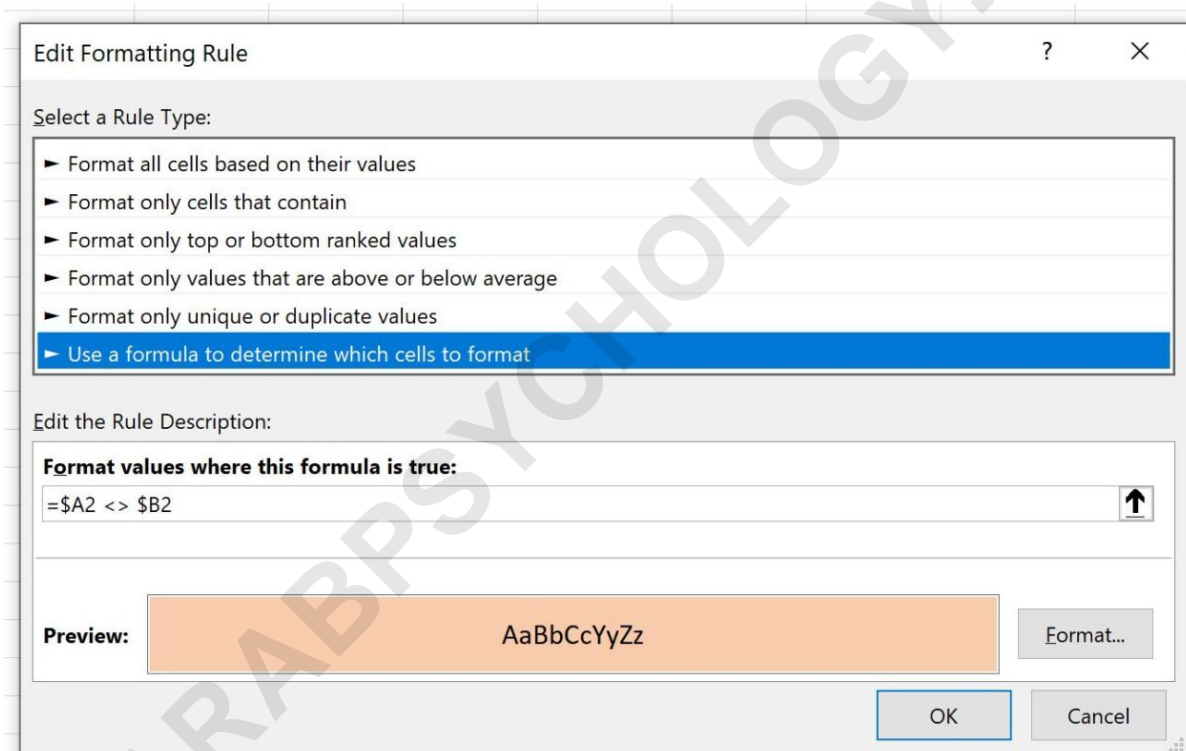 Edit Formatting Rule ? ×
Select a Rule Type:
► Format all cells based on their values
► Format only cells that contain
► Format only top or bottom ranked values
► Format only values that are above or below average
► Format only unique or duplicate values
► Use a formula to determine which cells to format
Edit the Rule Description:
Format values where this formula is true:
=$A2 <> $B2
Preview: AaBbCcYyZz Format...
OK Cancel
ARABPSYCHOLOGY.